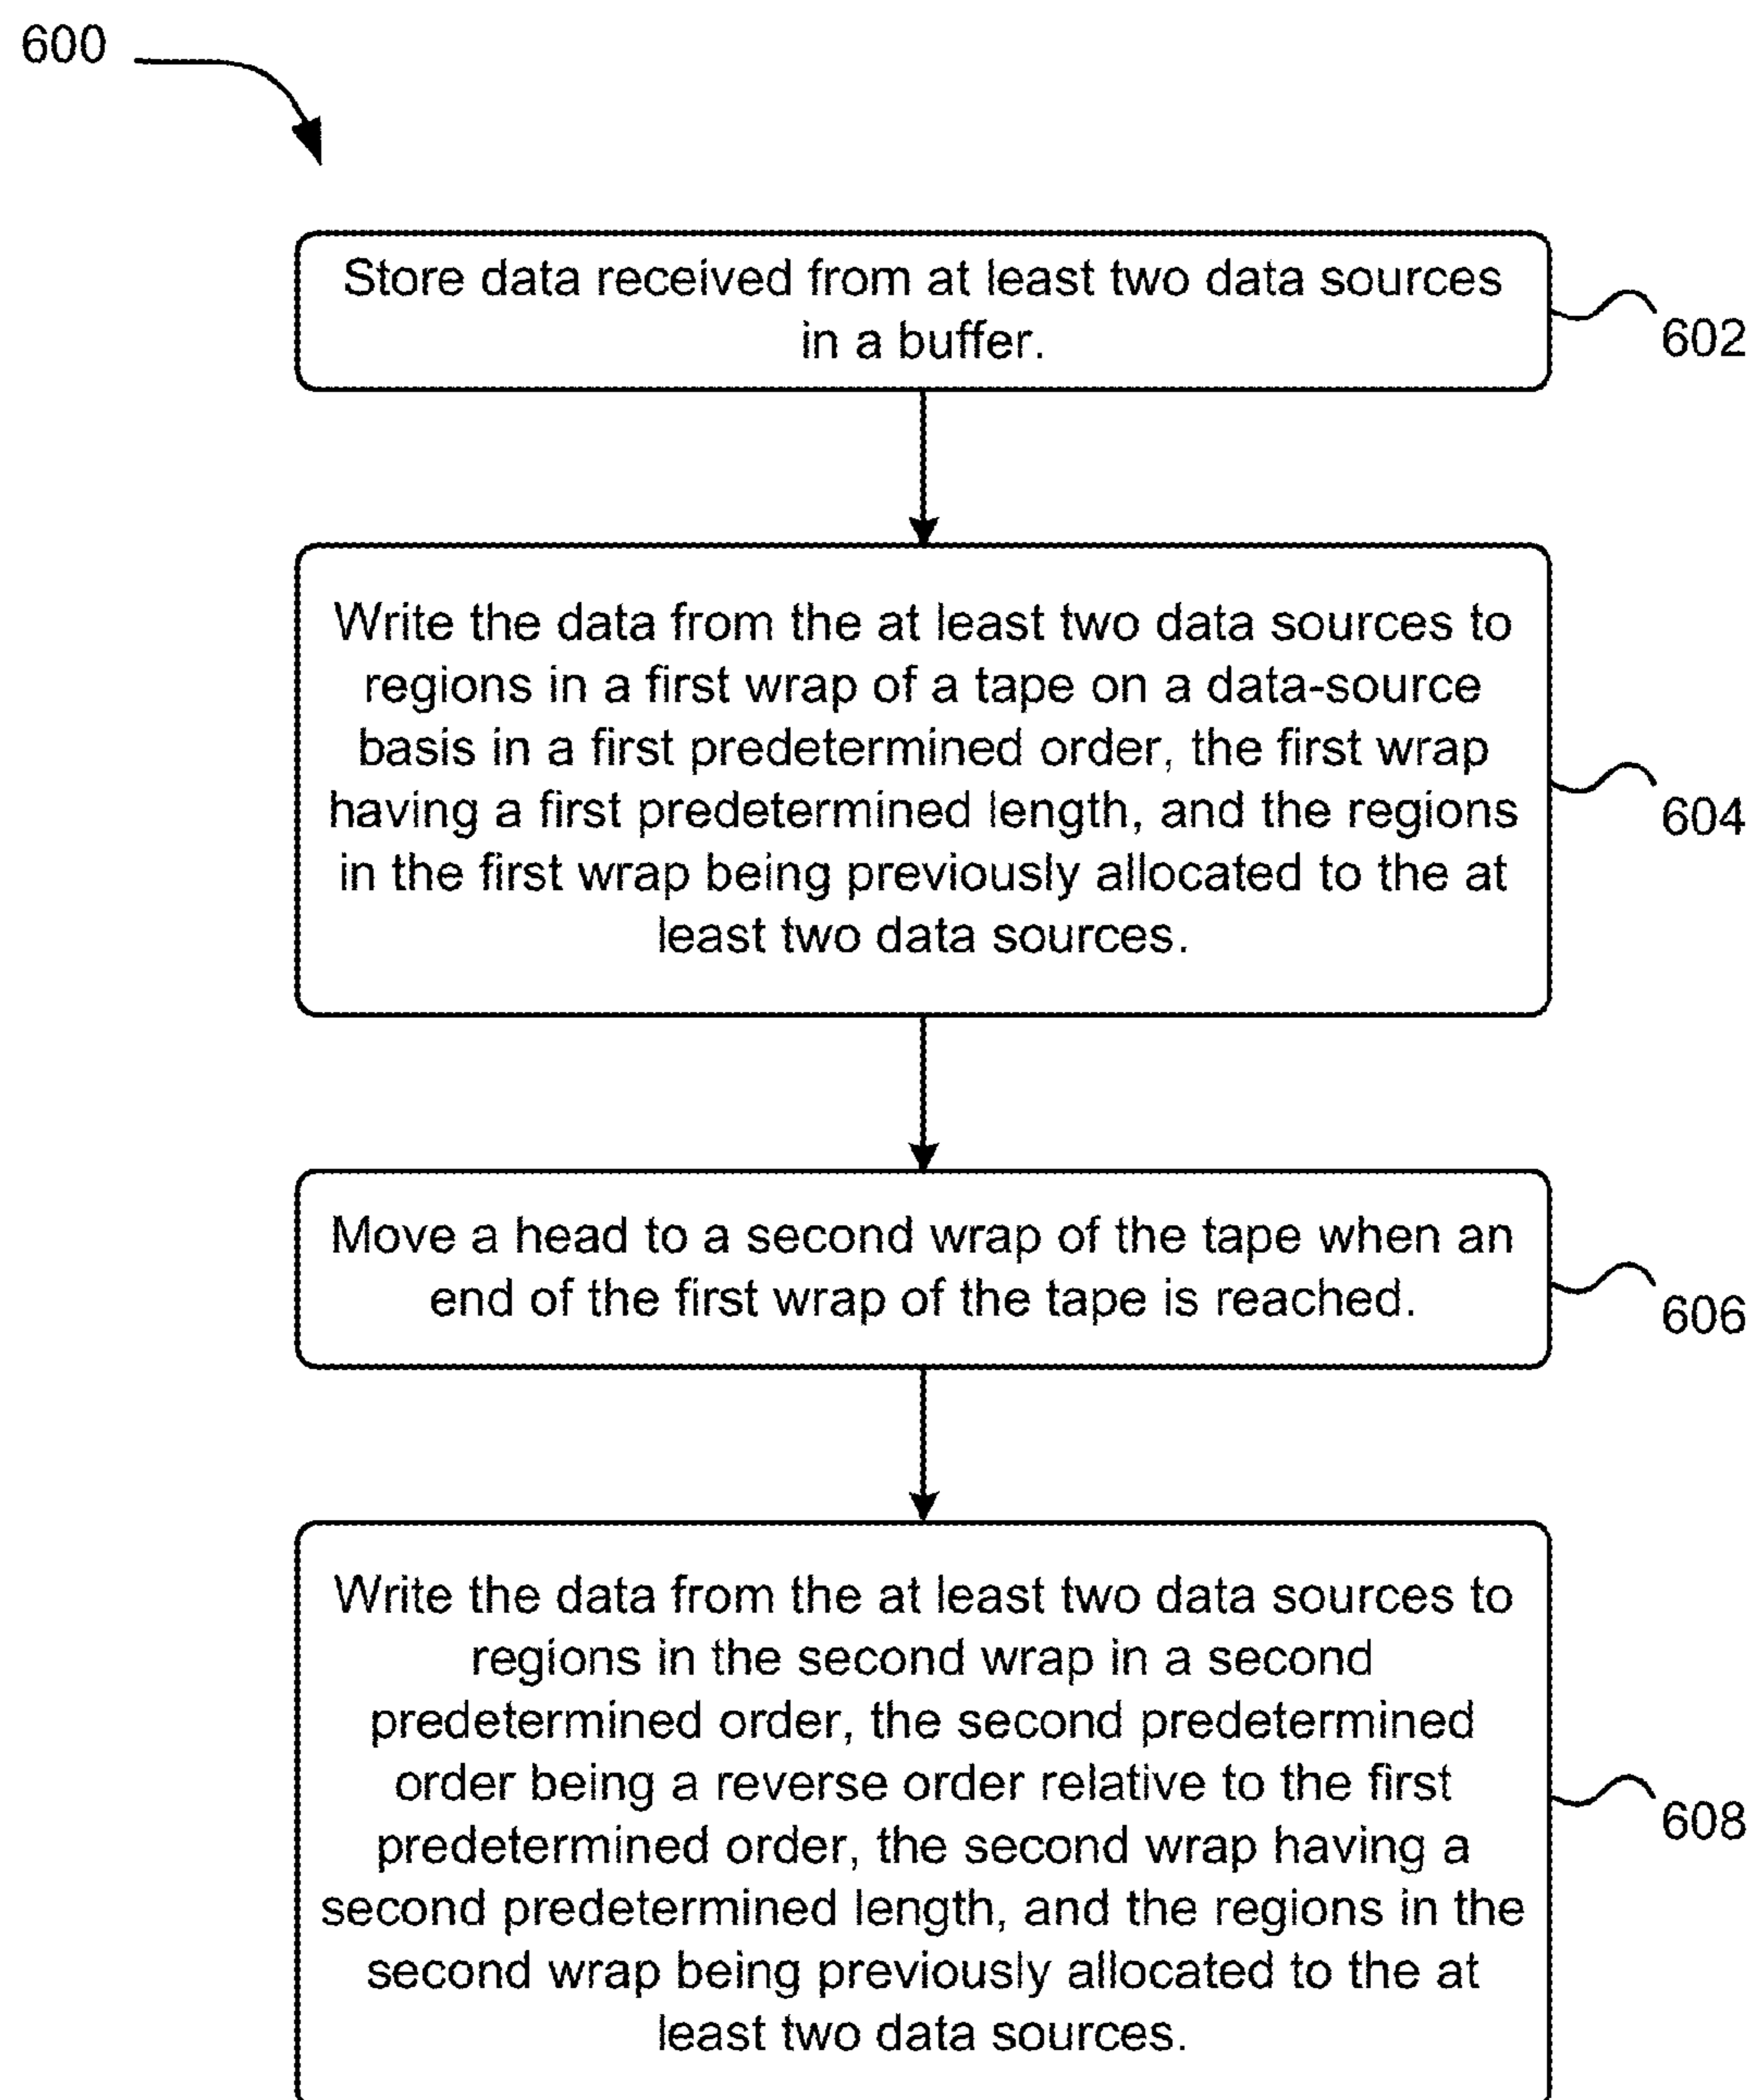 600
Store data received from at least two data sources
in a buffer.
602
Write the data from the at least two data sources to
regions in a first wrap of a tape on a data-source
basis in a first predetermined order, the first wrap
having a first predetermined length, and the regions
in the first wrap being previously allocated to the at
least two data sources.
604
Move a head to a second wrap of the tape when an
end of the first wrap of the tape is reached.
606
Write the data from the at least two data sources to
regions in the second wrap in a second
predetermined order, the second predetermined
order being a reverse order relative to the first
predetermined order, the second wrap having a
second predetermined length, and the regions in the
second wrap being previously allocated to the at
least two data sources.
608